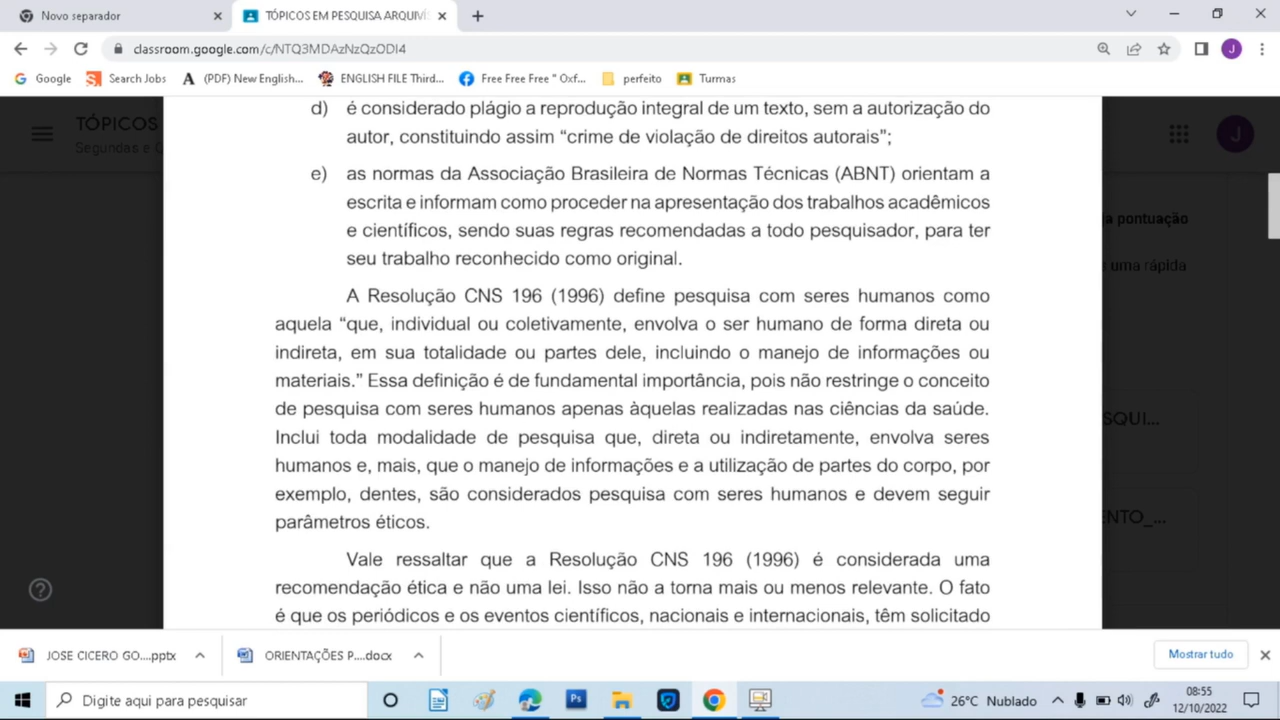 Novo separador
TÓPICOS EM PESQUISA ARQUIVÍS
classroom.google.com/c/NTQ3MDAzNzQzODI4
J
Google
Search Jobs
(PDF) New English...
ENGLISH FILE Third...
Free Free Free " Oxf...
perfeito
Turmas
TÓPICOS
Segundas e Q
J
d) é considerado plágio a reprodução integral de um texto, sem a autorização do
autor, constituindo assim “crime de violação de direitos autorais”;
e) as normas da Associação Brasileira de Normas Técnicas (ABNT) orientam a
escrita e informam como proceder na apresentação dos trabalhos acadêmicos
e científicos, sendo suas regras recomendadas a todo pesquisador, para ter
seu trabalho reconhecido como original.
A Resolução CNS 196 (1996) define pesquisa com seres humanos como
aquela “que, individual ou coletivamente, envolva o ser humano de forma direta ou
indireta, em sua totalidade ou partes dele, incluindo o manejo de informações ou
materiais.” Essa definição é de fundamental importância, pois não restringe o conceito
de pesquisa com seres humanos apenas àquelas realizadas nas ciências da saúde.
Inclui toda modalidade de pesquisa que, direta ou indiretamente, envolva seres
humanos e, mais, que o manejo de informações e a utilização de partes do corpo, por
exemplo, dentes, são considerados pesquisa com seres humanos e devem seguir
parâmetros éticos.
Vale ressaltar que a Resolução CNS 196 (1996) é considerada uma
recomendação ética e não uma lei. Isso não a torna mais ou menos relevante. O fato
é que os periódicos e os eventos científicos, nacionais e internacionais, têm solicitado
a pontuação
uma rápida
SQUI...
ENTO_...
JOSE CICERO GO....pptx
ORIENTAÇÕES P....docx
Mostrar tudo
Digite aqui para pesquisar
Ps
26°C Nublado
08:55
12/10/2022